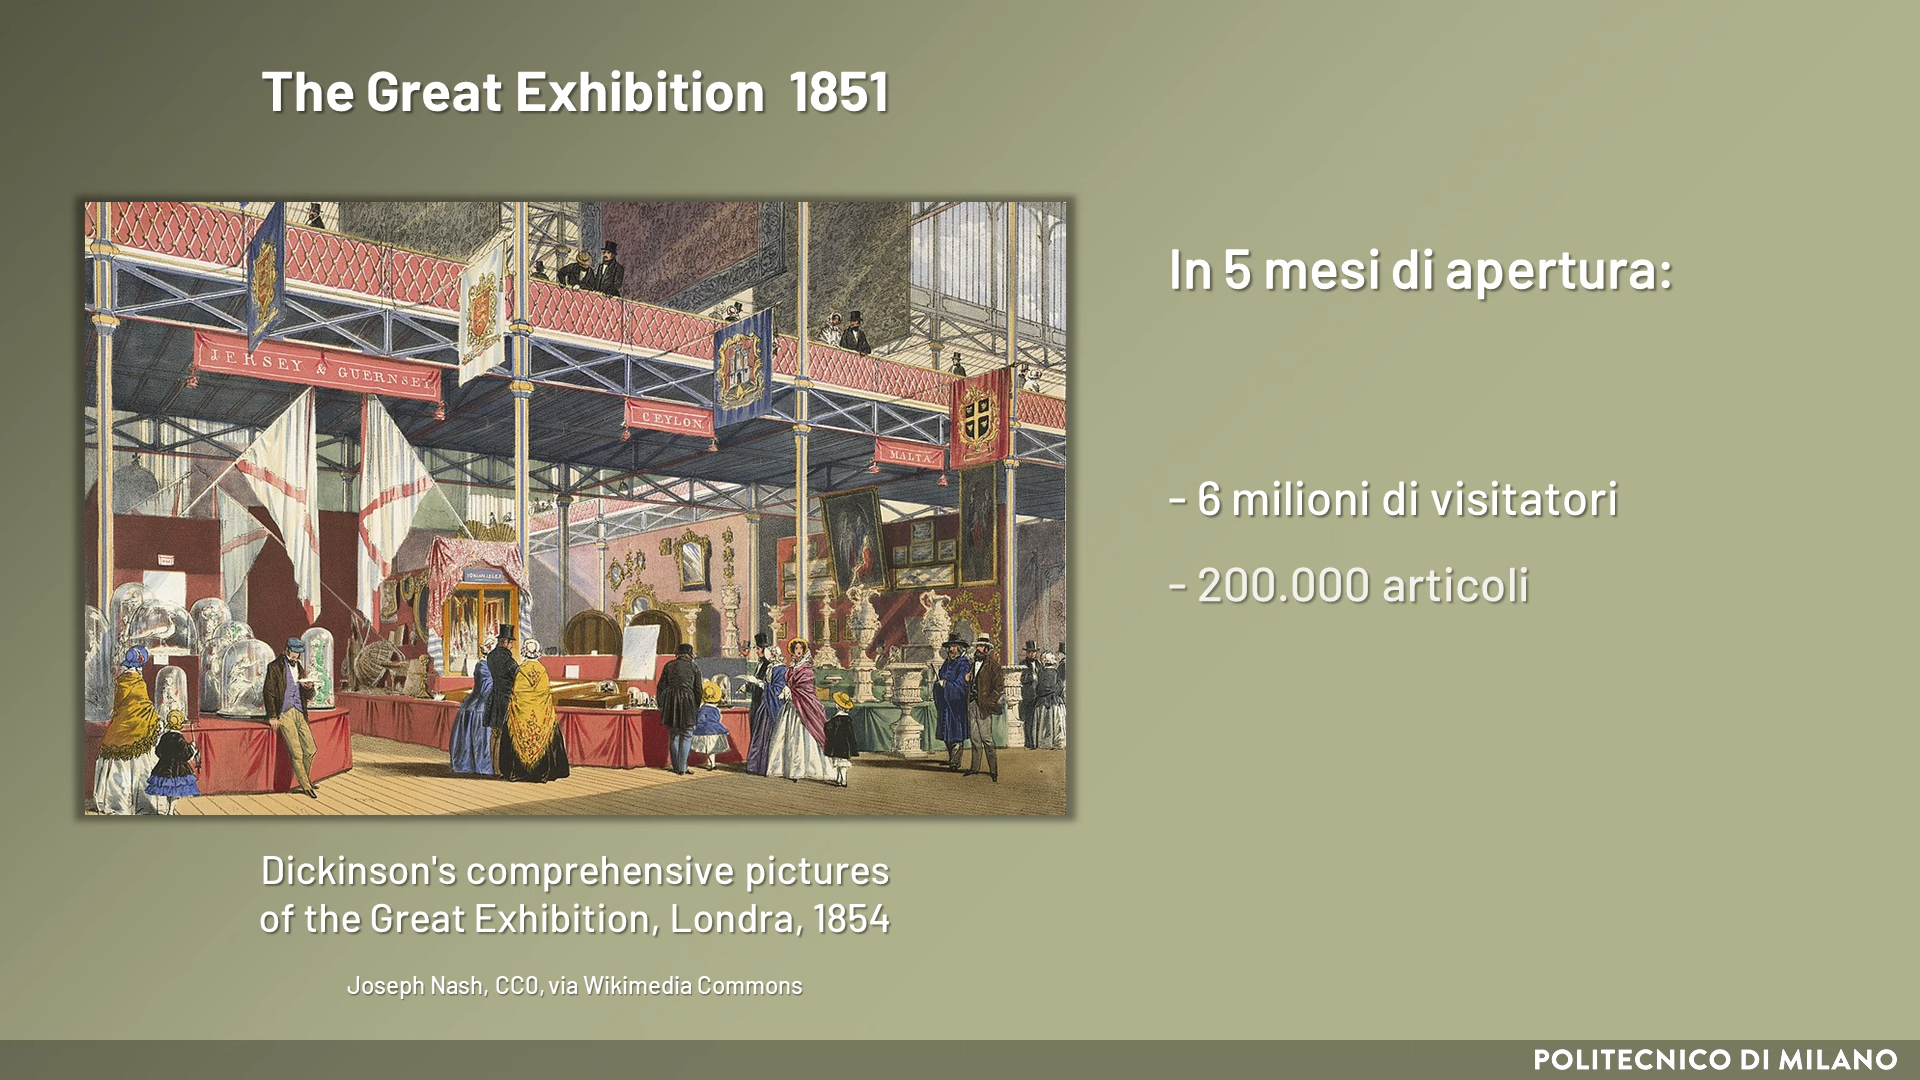 The Great Exhibition 1851
JERSEY & GUERNSEY.
CEYLON.
MALTA.
IONIAN ISLES
In 5 mesi di apertura:
- 6 milioni di visitatori
- 200.000 articoli
Dickinson's comprehensive pictures
of the Great Exhibition, Londra, 1854
Joseph Nash, CC0, via Wikimedia Commons
POLITECNICO DI MILANO